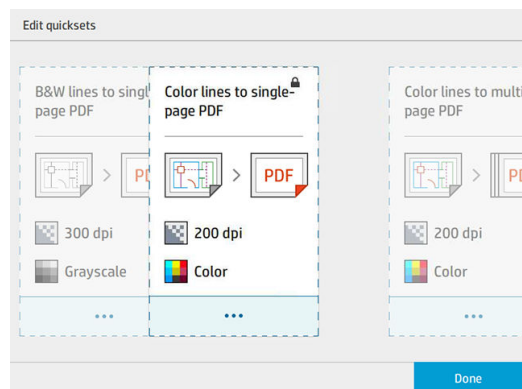 Edit quicksets
B&W lines to singl
page PDF
300 dpi
Grayscale
Color lines to single-
page PDF
PDF
200 dpi
Color
Color lines to multi
page PDF
200 dpi
Color
Done